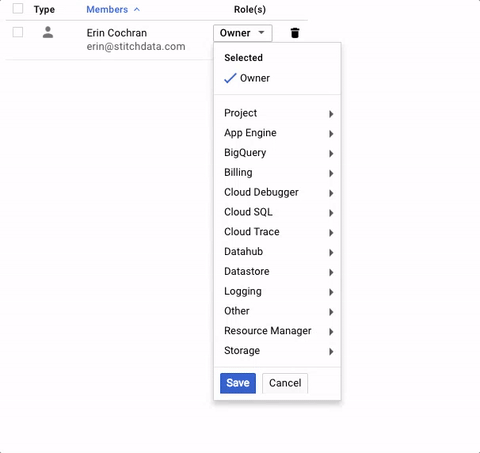 Type Members Role(s)
Erin Cochran Owner
erin@stitchdata.com
Selected
Owner
Project
App Engine
BigQuery
Billing
Cloud Debugger
Cloud SQL
Cloud Trace
Datahub
Datastore
Logging
Other
Resource Manager
Storage
Save Cancel